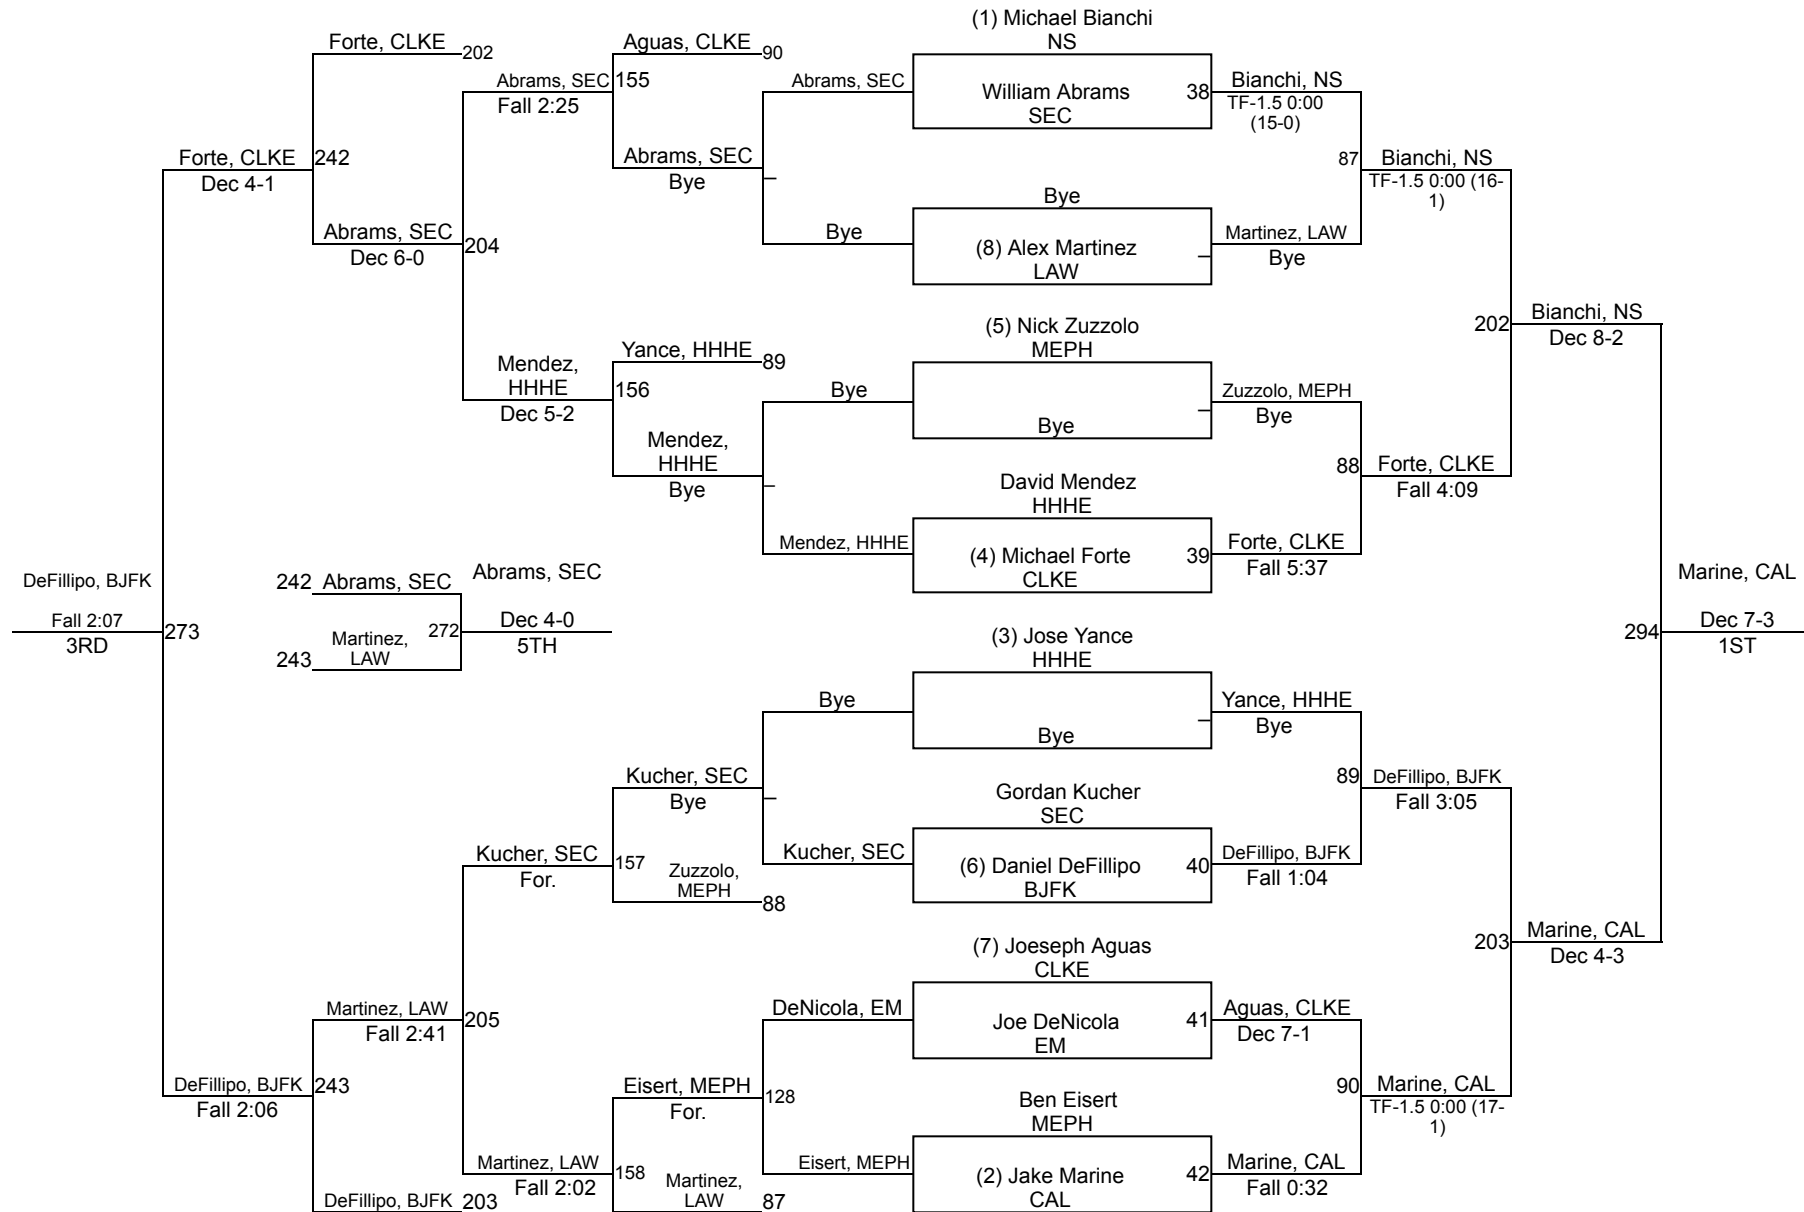 (1) Michael Bianchi
NS
Forte, CLKE
202
Aguas, CLKE
90
Abrams, SEC
155
Fall 2:25
Abrams, SEC
William Abrams
SEC
38
Bianchi, NS
TF-1.5 0:00
(15-0)
Forte, CLKE
242
Dec 4-1
Abrams, SEC
Bye
87
Bianchi, NS
TF-1.5 0:00 (16-
1)
Bye
Abrams, SEC
204
Dec 6-0
Bye
(8) Alex Martinez
LAW
Martinez, LAW
Bye
(5) Nick Zuzzolo
MEPH
202
Bianchi, NS
Dec 8-2
Mendez,
HHHE
156
Dec 5-2
Yance, HHHE
89
Bye
Bye
Zuzzolo, MEPH
Bye
Mendez,
HHHE
Bye
David Mendez
HHHE
88
Forte, CLKE
Fall 4:09
Mendez, HHHE
(4) Michael Forte
CLKE
39
Forte, CLKE
Fall 5:37
DeFillipo, BJFK
Fall 2:07
3RD
273
242
Abrams, SEC
243
Martinez,
LAW
272
Abrams, SEC
Dec 4-0
5TH
294
Marine, CAL
Dec 7-3
1ST
(3) Jose Yance
HHHE
Bye
Bye
Yance, HHHE
Bye
Kucher, SEC
Bye
Gordan Kucher
SEC
89
DeFillipo, BJFK
Fall 3:05
Kucher, SEC
For.
157
Zuzzolo,
MEPH
88
Kucher, SEC
(6) Daniel DeFillipo
BJFK
40
DeFillipo, BJFK
Fall 1:04
(7) Joeseph Aguas
CLKE
203
Marine, CAL
Dec 4-3
Martinez, LAW
205
Fall 2:41
DeNicola, EM
Joe DeNicola
EM
41
Aguas, CLKE
Dec 7-1
DeFillipo, BJFK
243
Fall 2:06
Eisert, MEPH
128
For.
Ben Eisert
MEPH
90
Marine, CAL
TF-1.5 0:00 (17-
1)
Martinez, LAW
158
Fall 2:02
Martinez,
LAW
87
Eisert, MEPH
(2) Jake Marine
CAL
42
Marine, CAL
Fall 0:32
DeFillipo, BJFK
203